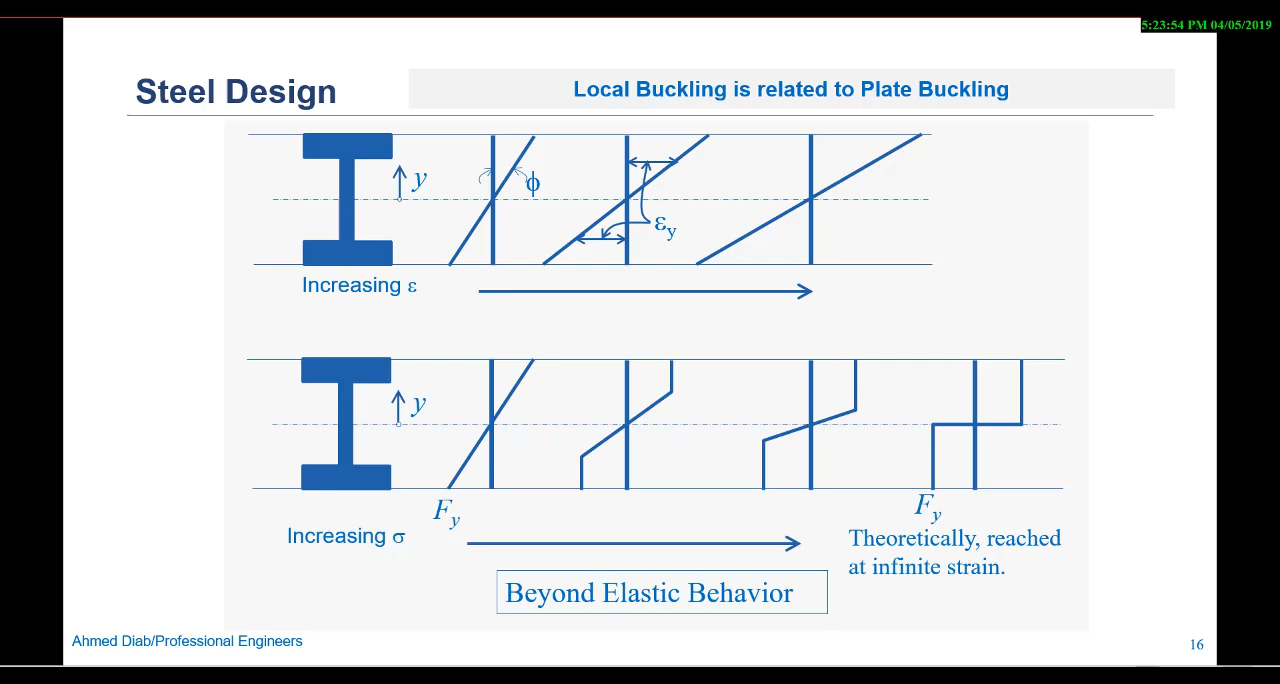 5:23:54 PM 04/05/2019
Steel Design
Local Buckling is related to Plate Buckling
y
ϕ
εy
Increasing ε
y
Fy
Fy
Increasing σ
Theoretically, reached
at infinite strain.
Beyond Elastic Behavior
Ahmed Diab/Professional Engineers
16